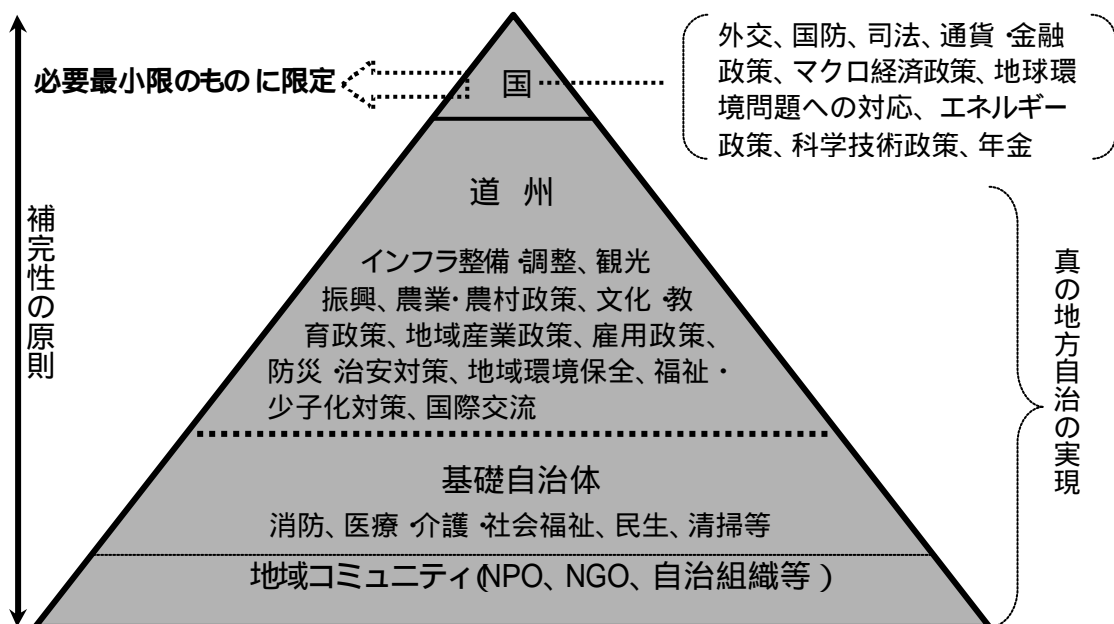 外交、国防、司法、通貨・金融
政策、マクロ経済政策、地球環
境問題への対応、エネルギー
政策、科学技術政策、年金
必要最小限のものに限定
国
道 州
インフラ整備・調整、観光
振興、農業・農村政策、文化・教
育政策、地域産業政策、雇用政策、
防災・治安対策、地域環境保全、福祉・
少子化対策、国際交流
基礎自治体
消防、医療・介護・社会福祉、民生、清掃等
地域コミュニティ(NPO、NGO、自治組織等)
補完性の原則
真の地方自治の実現